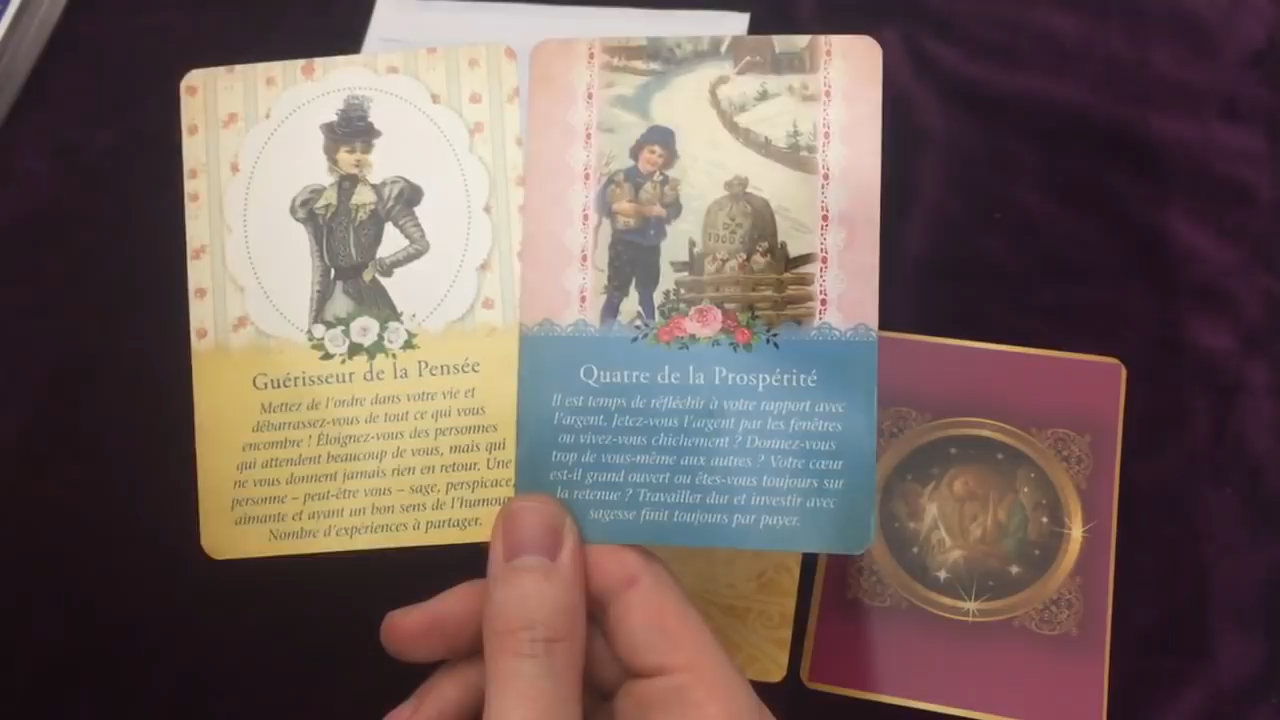 Guérisseur de la Pensée
Mettez de l'ordre dans votre vie et
débarrassez-vous de tout ce qui vous
encombre ! Éloignez-vous des personnes
qui attendent beaucoup de vous, mais qui
ne vous donnent jamais rien en retour. Une
personne – peut-être vous – sage, perspicace,
aimante et ayant un bon sens de l'humour
Nombre d'expériences à partager.
Quatre de la Prospérité
Il est temps de réfléchir à votre rapport avec
l'argent. Jetez-vous l'argent par les fenêtres
ou vivez-vous chichement ? Donnez-vous
trop de vous-même aux autres ? Votre cœur
est-il grand ouvert ou êtes-vous toujours sur
la retenue ? Travailler dur et investir avec
sagesse finit toujours par payer.